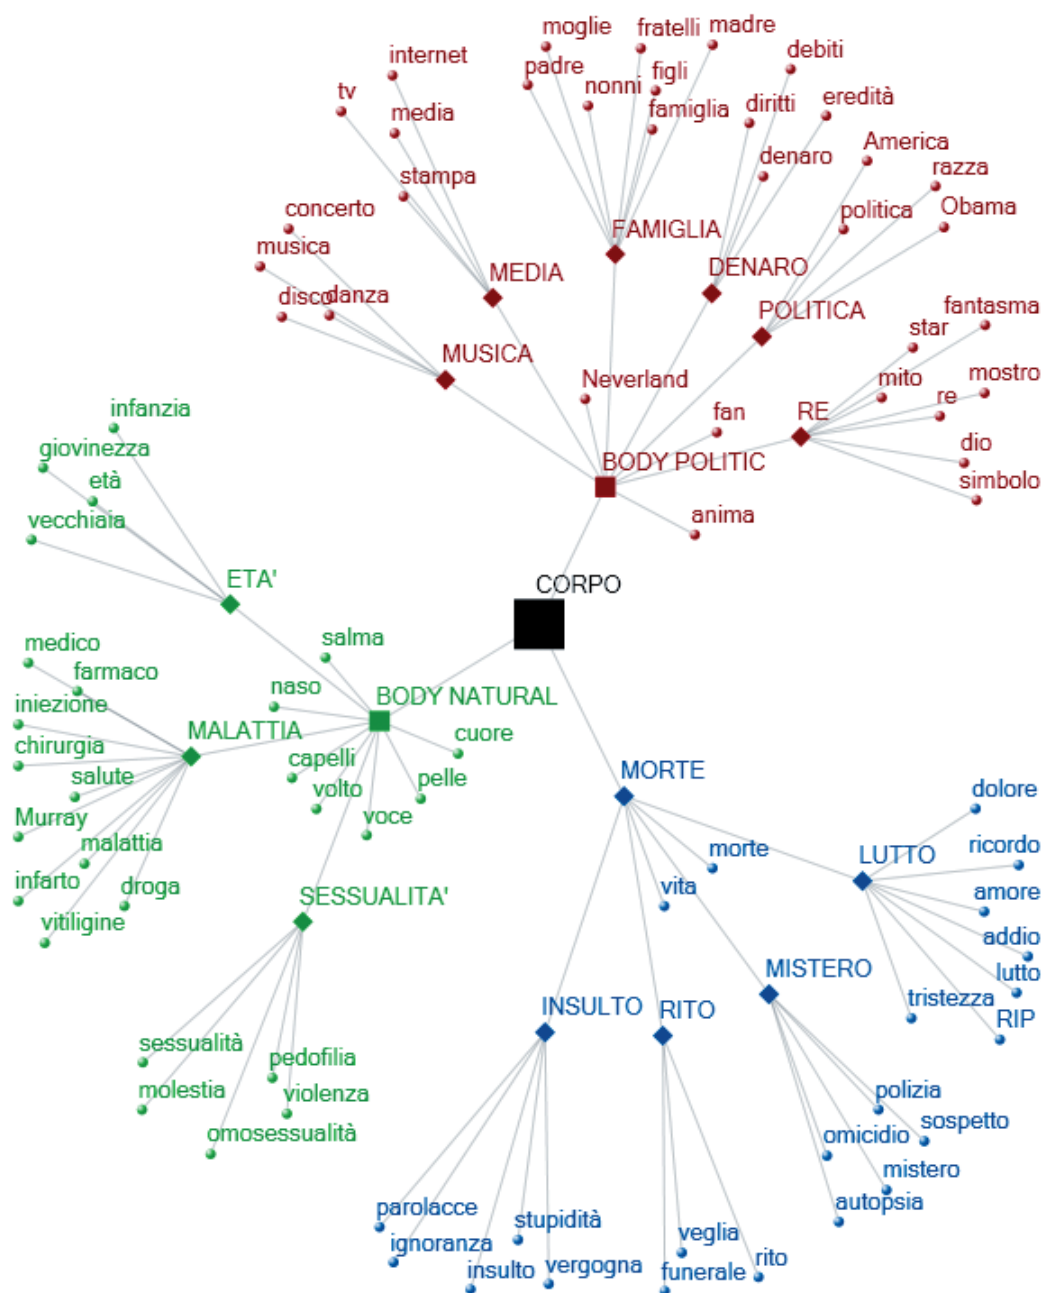 moglie
fratelli
madre
internet
debiti
padre
figli
tv
nonni
eredità
media
famiglia
diritti
America
stampa
denaro
razza
concerto
politica
Obama
musica
FAMIGLIA
MEDIA
DENARO
disco
danza
POLITICA
fantasma
star
MUSICA
Neverland
mito
mostro
re
infanzia
fan
RE
giovinezza
dio
BODY POLITIC
età
simbolo
vecchiaia
anima
ETA'
CORPO
medico
salma
farmaco
naso
BODY NATURAL
iniezione
MALATTIA
cuore
chirurgia
capelli
salute
volto
pelle
MORTE
dolore
Murray
voce
malattia
morte
ricordo
LUTTO
infarto
droga
vita
amore
vitiligine
SESSUALITA'
addio
MISTERO
lutto
INSULTO
RITO
tristezza
RIP
sessualità
pedofilia
molestia
violenza
polizia
sospetto
omosessualità
omicidio
mistero
parolacce
autopsia
stupidità
ignoranza
veglia
rito
insulto
vergogna
funerale